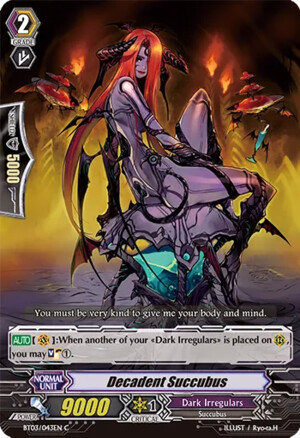 2
GRADE
5000
You must be very kind to give me your body and mind.
AUTO [ ]:When another of your «Dark Irregulars» is placed on
you may ①.
NORMAL UNIT
Decadent Succubus
POWER
9000
1
CRITICAL
Dark Irregulars
Succubus
BT03/043EN C
ILLUST / Ryo-ta.H